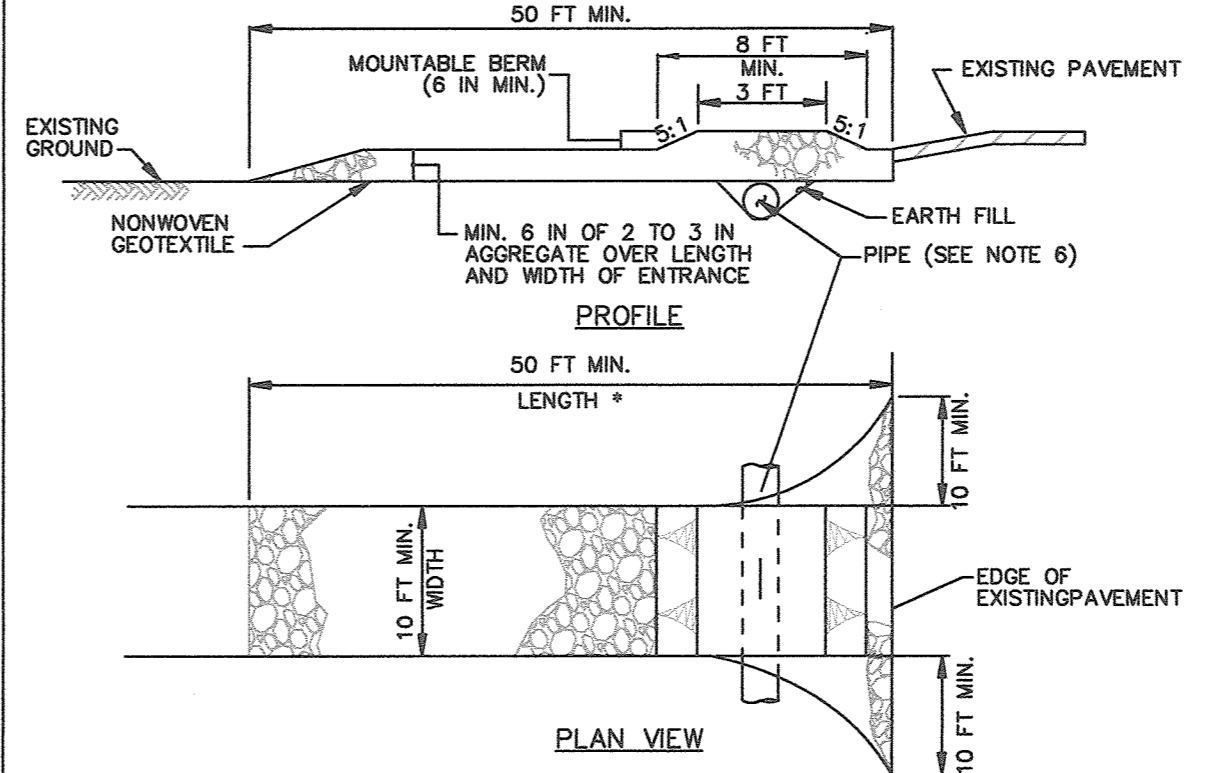 50 FT MIN.
8 FT
MIN.
3 FT
MOUNTABLE BERM
(6 IN MIN.)
EXISTING PAVEMENT
5:1
5:1
EXISTING
GROUND
NONWOVEN
GEOTEXTILE
MIN. 6 IN OF 2 TO 3 IN
AGGREGATE OVER LENGTH
AND WIDTH OF ENTRANCE
EARTH FILL
PIPE (SEE NOTE 6)
PROFILE
50 FT MIN.
LENGTH *
10 FT MIN.
10 FT MIN.
WIDTH
EDGE OF
EXISTINGPAVEMENT
10 FT MIN.
PLAN VIEW